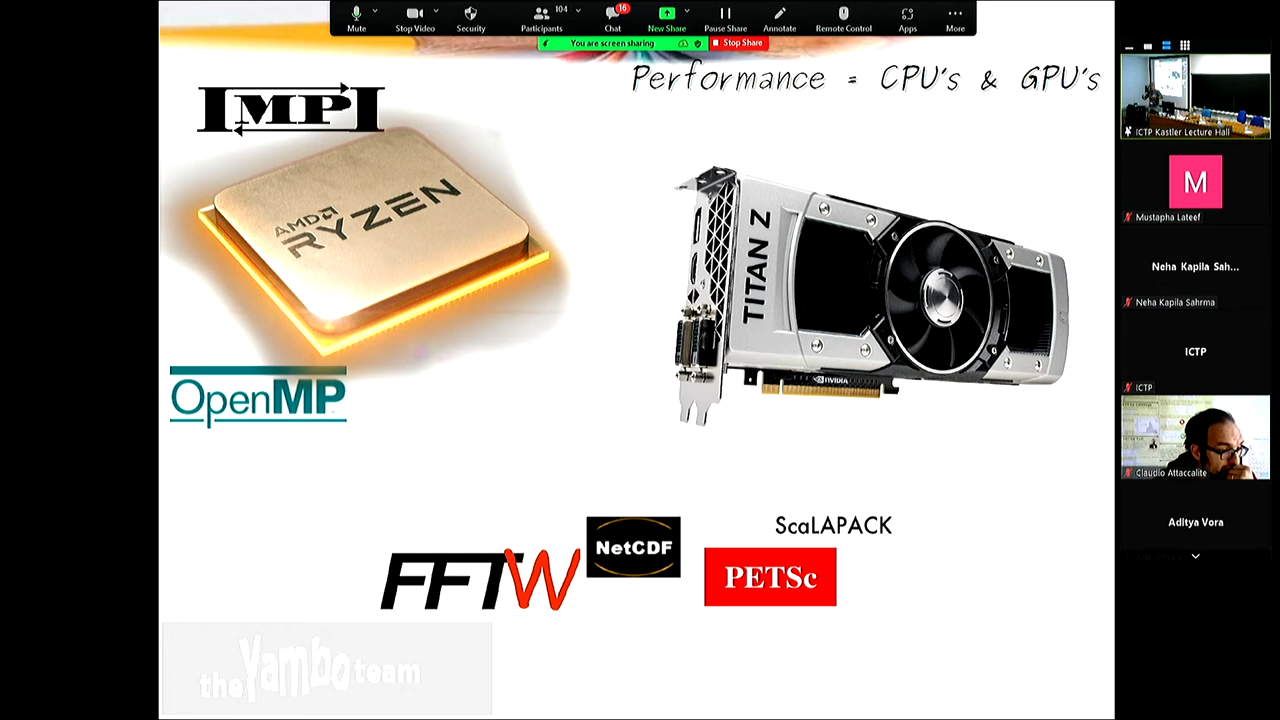 Mute
Stop Video
Security
Participants
104
Chat
16
New Share
Pause Share
Annotate
Remote Control
Apps
More
You are screen sharing
Stop Share
Performance = CPU's & GPU's
MPI
AMD
RYZEN
TITAN Z
NVIDIA
OpenMP
ScaLAPACK
NetCDF
FFTW
PETSc
the Yambo team
ICTP Kastler Lecture Hall
M
Mustapha Lateef
Neha Kapila Sah...
Neha Kapila Sahrma
ICTP
ICTP
Claudio Attaccalite
Aditya Vora